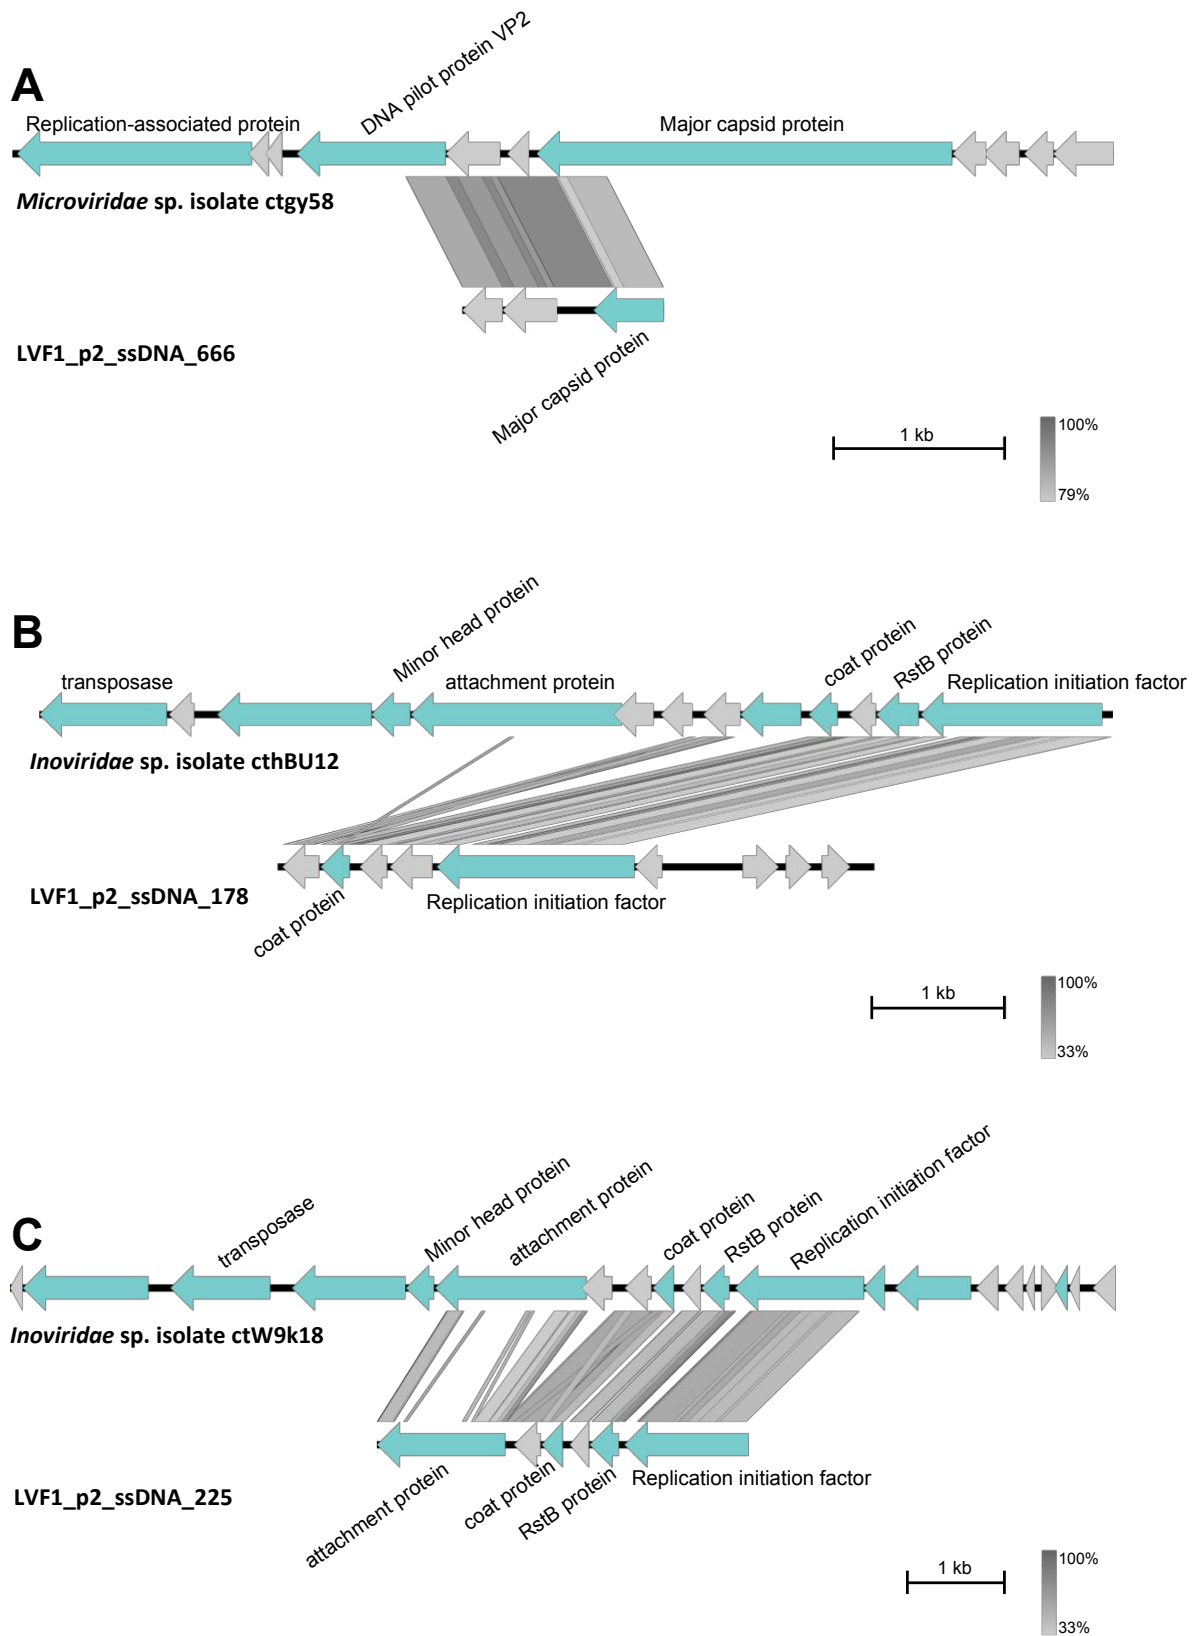 A
DNA pilot protein VP2
Replication-associated protein
Major capsid protein
Microviridae sp. isolate ctgy58
LVF1_p2_ssDNA_666
Major capsid protein
1 kb
100%
79%
B
Minor head protein
coat protein
RstB protein
transposase
attachment protein
Replication initiation factor
Inoviridae sp. isolate cthBU12
LVF1_p2_ssDNA_178
coat protein
Replication initiation factor
1 kb
100%
33%
C
transposase
Minor head protein
attachment protein
coat protein
RstB protein
Replication initiation factor
Inoviridae sp. isolate ctW9k18
LVF1_p2_ssDNA_225
attachment protein
coat protein
RstB protein
Replication initiation factor
1 kb
100%
33%